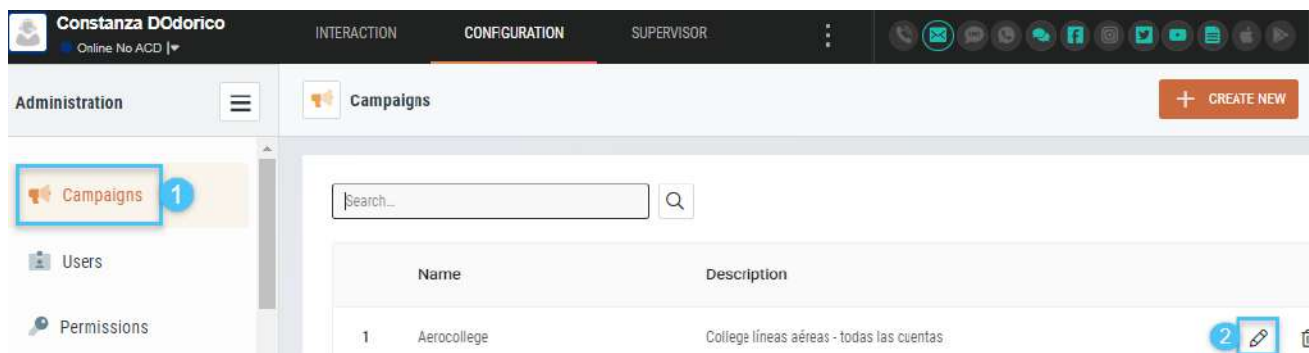 Constanza DOdorico
Online No ACD
INTERACTION CONFIGURATION SUPERVISOR
Administration
Campaigns
CREATE NEW
Campaigns 1
Search...
Users
Name Description
Permissions
1 Aerocollege College líneas aéreas - todas las cuentas 2